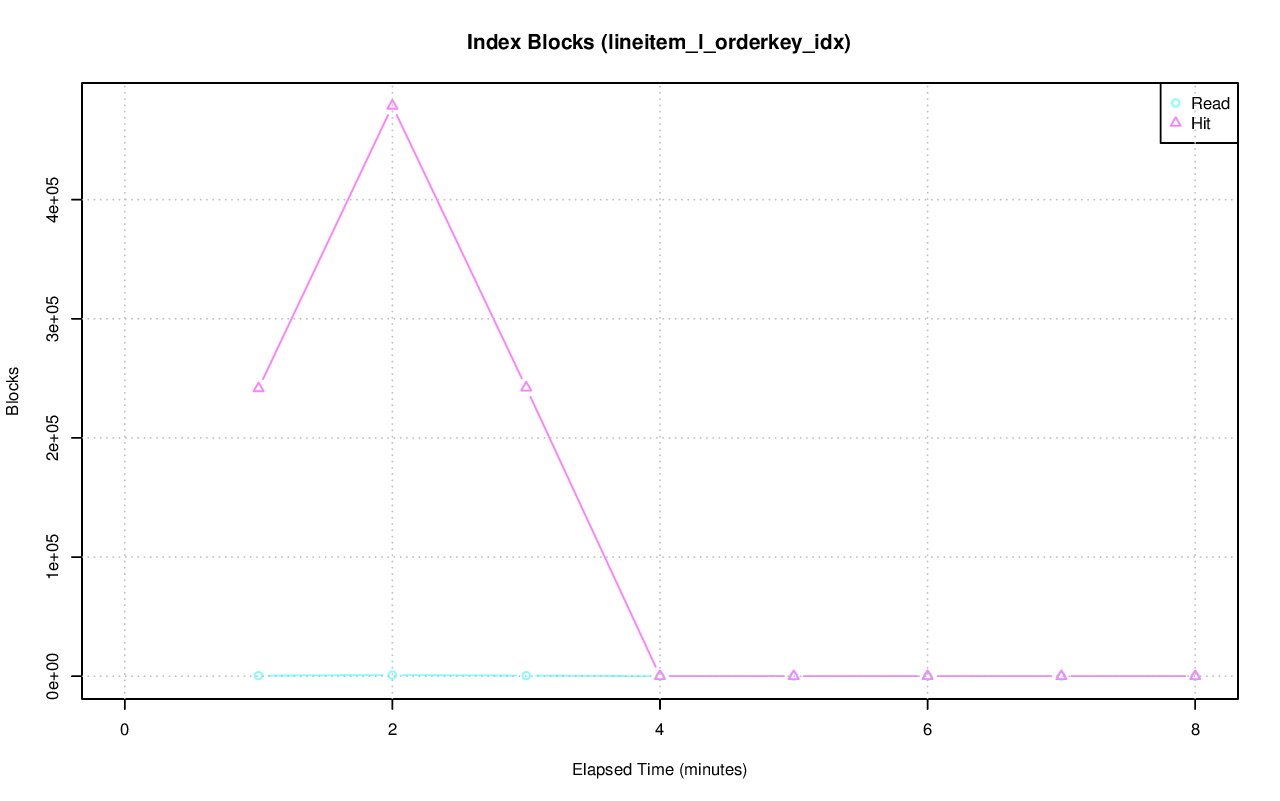 Index Blocks (lineitem_l_orderkey_idx)
Read
Hit
Blocks
4e+05
3e+05
2e+05
1e+05
0e+00
0 2 4 6 8
Elapsed Time (minutes)